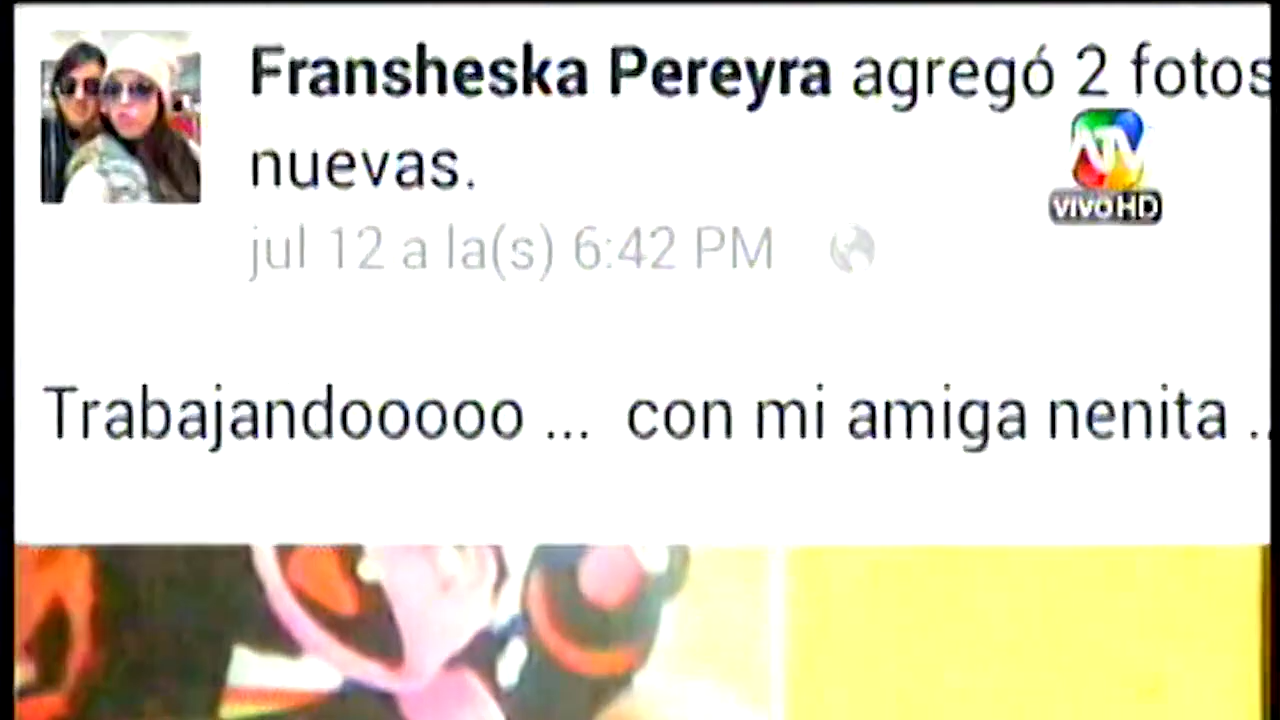 Fransheska Pereyra agregó 2 fotos
nuevas.
ATV
VIVO HD
jul 12 a la(s) 6:42 PM
Trabajandooooo ... con mi amiga nenita ..